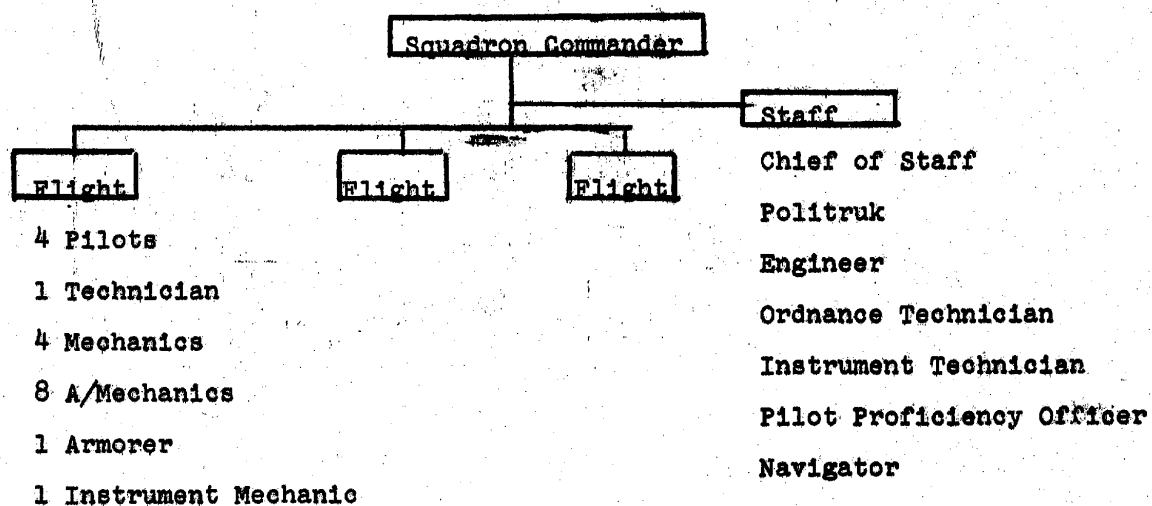 Squadron Commander
Staff
Flight
Flight
Flight
4 Pilots
1 Technician
4 Mechanics
8 A/Mechanics
1 Armorer
1 Instrument Mechanic
Chief of Staff
Politruk
Engineer
Ordnance Technician
Instrument Technician
Pilot Proficiency Officer
Navigator